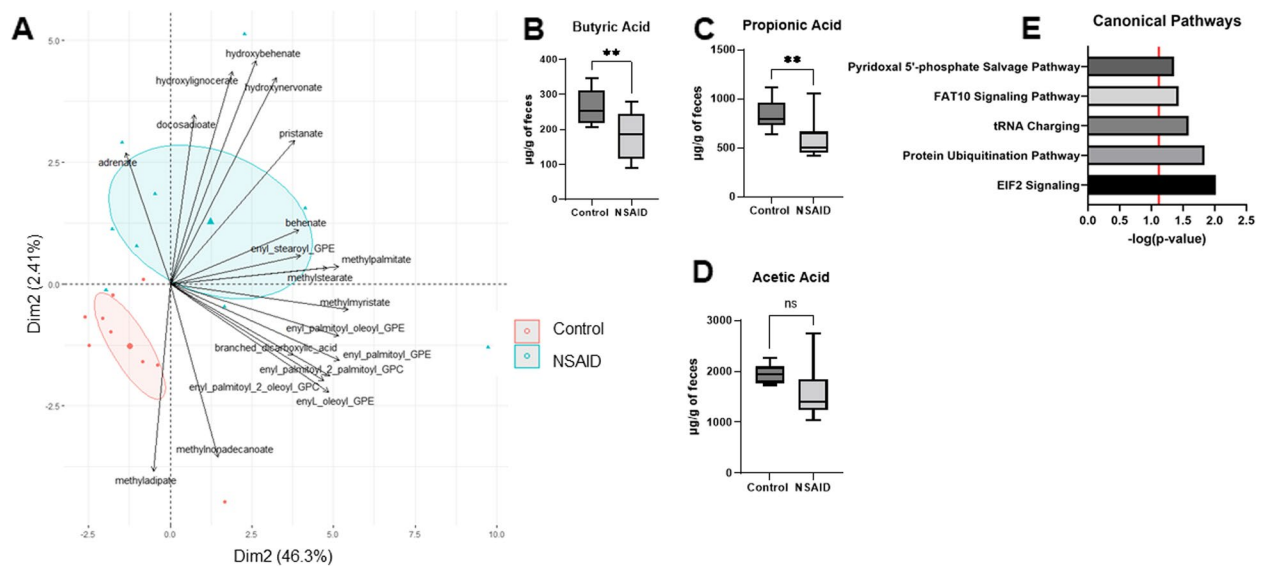 A
5.0
2.5
0.0
-2.5
Dim2 (2.41%)
hydroxybehenate
hydroxylignocerate
hydroxynervonate
docosadioate
pristanate
adrenate
behenate
enyl_stearoyl_GPE
methylpalmitate
methylstearate
methylmyristate
enyl_palmitoyl_oleoyl_GPE
branched_dicarboxylic_acid
enyl_palmitoyl_GPE
enyl_palmitoyl_2_palmitoyl_GPC
enyl_palmitoyl_2_oleoyl_GPC
enyL_oleoyl_GPE
methylnonadecanoate
methyladipate
-2.5
0.0
2.5
5.0
7.5
10.0
Dim2 (46.3%)
Control
NSAID
B
Butyric Acid
**
400
300
200
100
0
µg/g of feces
Control NSAID
C
Propionic Acid
**
1500
1000
500
0
µg/g of feces
Control NSAID
D
Acetic Acid
ns
3000
2000
1000
0
µg/g of feces
Control NSAID
E
Canonical Pathways
Pyridoxal 5'-phosphate Salvage Pathway
FAT10 Signaling Pathway
tRNA Charging
Protein Ubiquitination Pathway
EIF2 Signaling
0.0 0.5 1.0 1.5 2.0 2.5
-log(p-value)